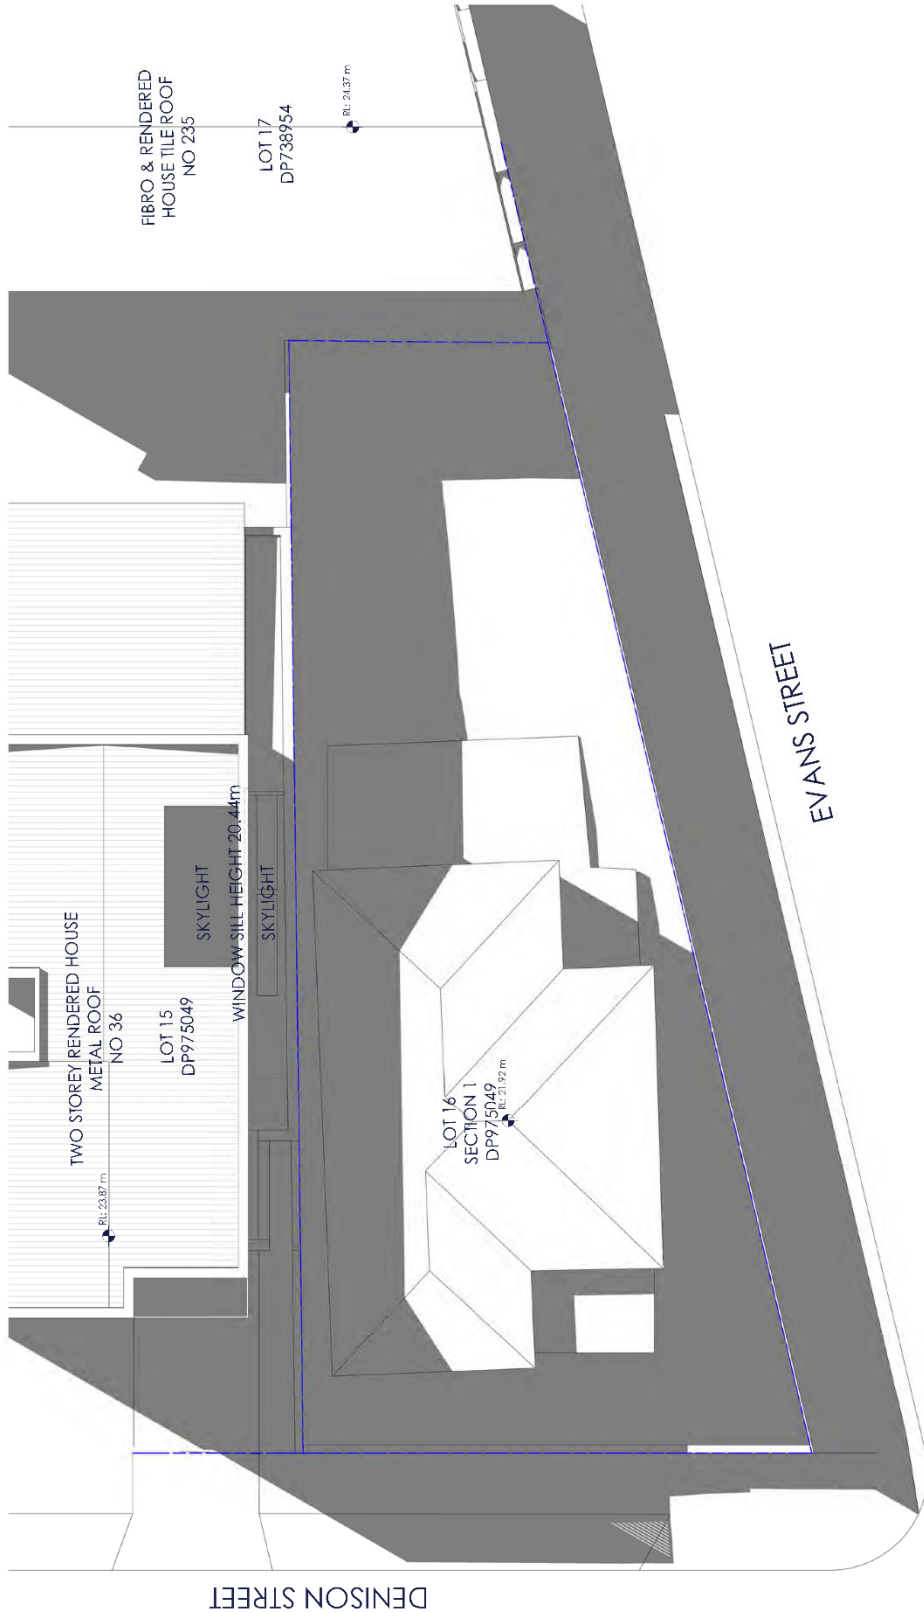 FIBRO & RENDERED
HOUSE TILE ROOF
NO 235
LOT 17
DP738954
RL: 24.37 m
TWO STOREY RENDERED HOUSE
METAL ROOF
NO 36
RL: 23.87 m
LOT 15
DP975049
SKYLIGHT
WINDOW SILL HEIGHT 20.44m
SKYLIGHT
LOT 16
SECTION 1
DP975049
RL: 21.92 m
EVANS STREET
DENISON STREET